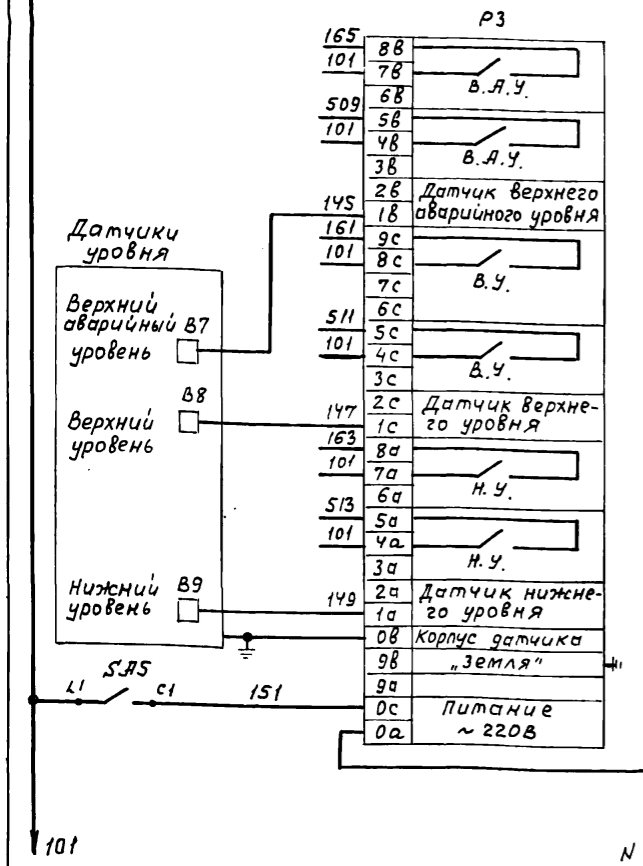 Р3
165
8в
101
7в
В.А.У.
6в
509
5в
101
4в
В.А.У.
3в
2в
Датчик верхнего
145
1в
аварийного уровня
161
9с
101
8с
В.У.
7с
6с
511
5с
101
4с
В.У.
3с
2с
Датчик верхне-
147
1с
го уровня
163
8а
101
7а
Н.У.
6а
513
5а
101
4а
Н.У.
3а
2а
Датчик нижне-
149
1а
го уровня
0в
Корпус датчика
9в
„Земля"
9а
0с
Питание
0а
~ 220В
Датчики
уровня
Верхний
аварийный
В7
уровень
В8
Верхний
уровень
Нижний
В9
уровень
SA5
L1
C1
151
101
N